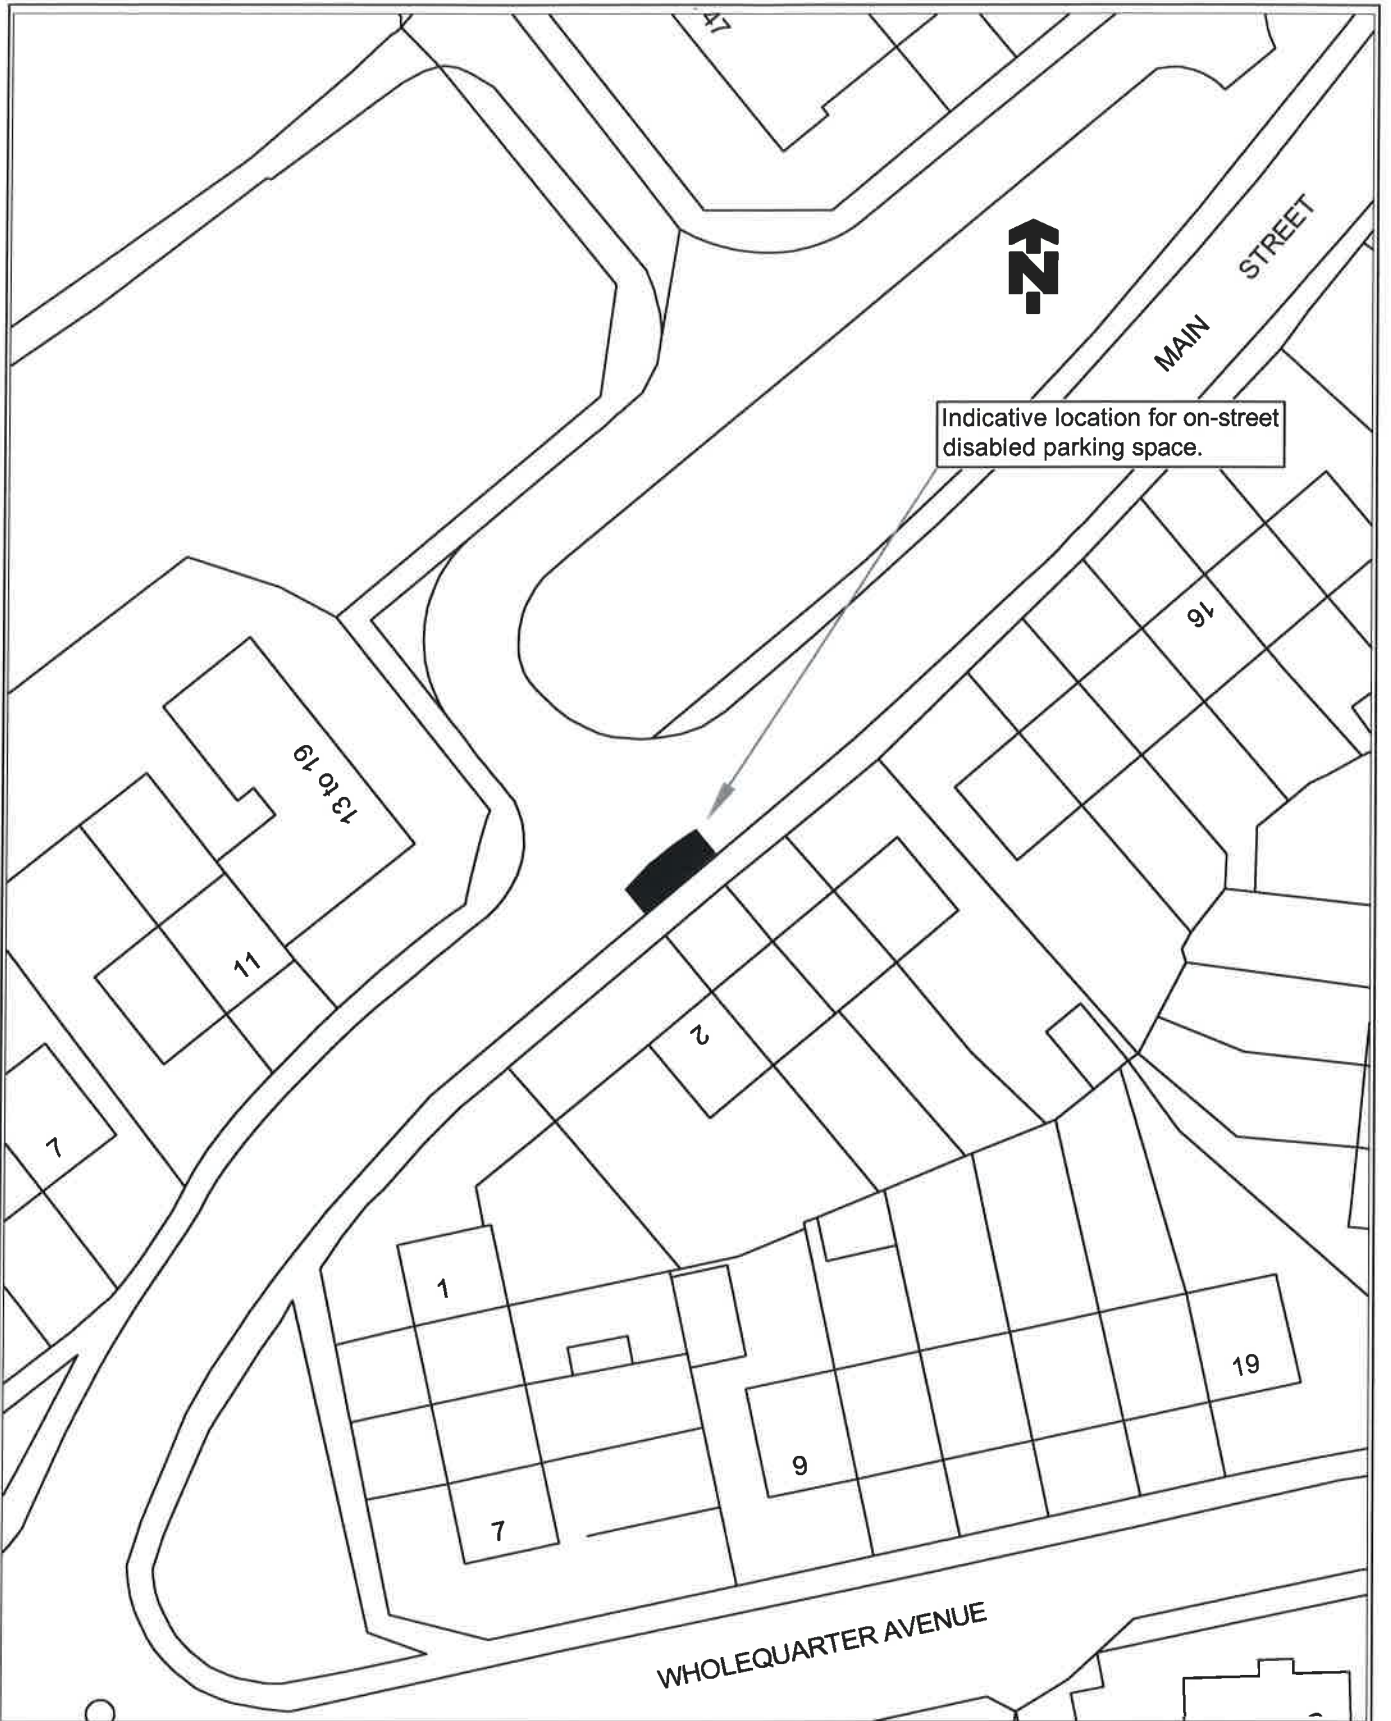 47
N
MAIN STREET
Indicative location for on-street
disabled parking space.
16
13 to 19
11
2
7
1
19
9
7
WHOLEQUARTER AVENUE